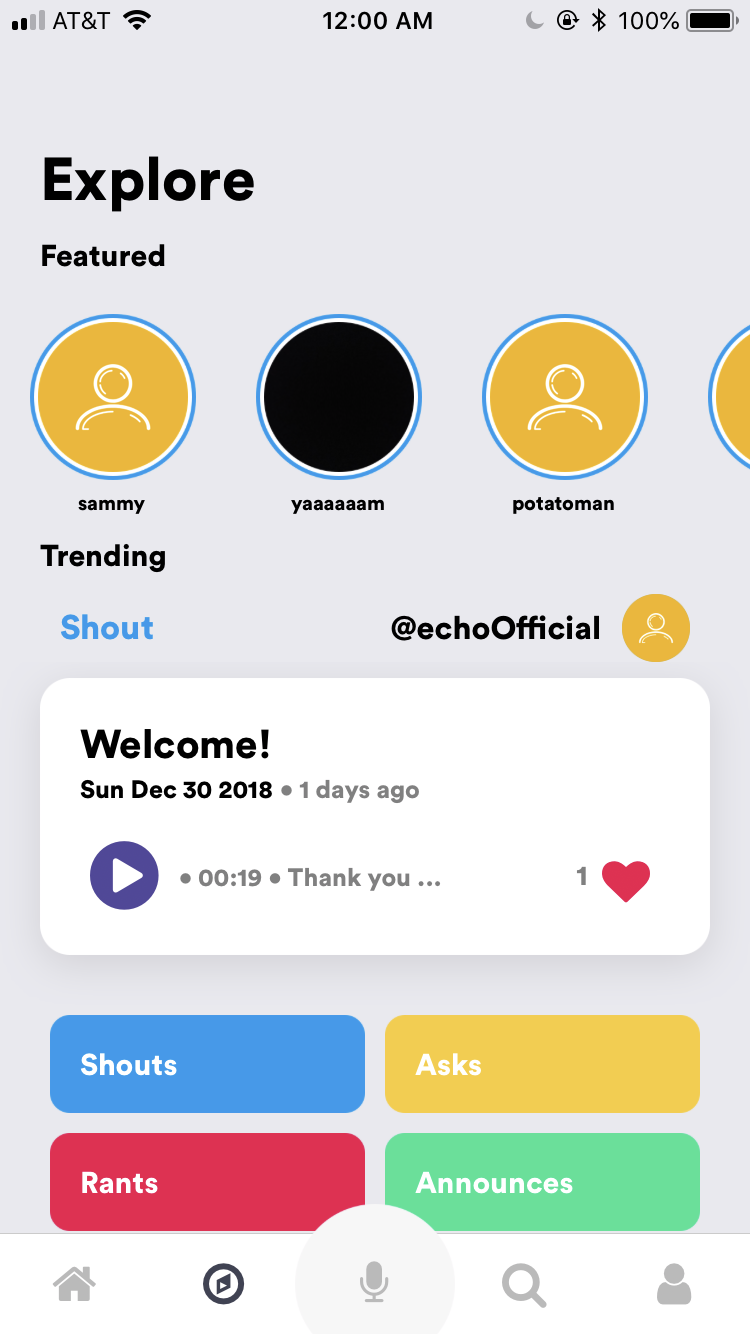 AT&T 12:00 AM 100%
Explore
Featured
sammy yaaaaaam potatoman
Trending
Shout @echoOfficial
Welcome!
Sun Dec 30 2018 • 1 days ago
• 00:19 • Thank you ... 1
Shouts Asks
Rants Announces